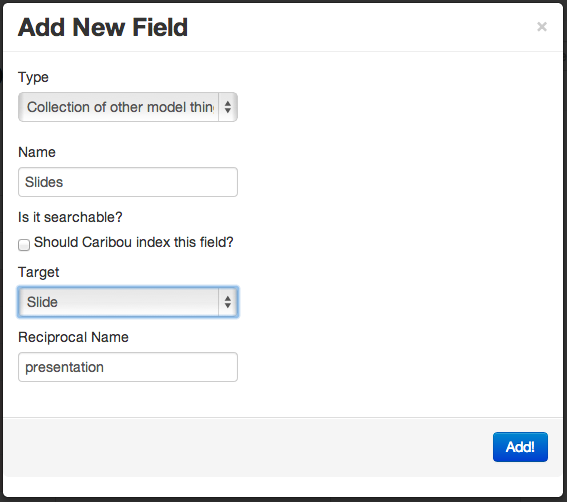 Add New Field
×
Type
Collection of other model thin
Name
Slides
Is it searchable?
Should Caribou index this field?
Target
Slide
Reciprocal Name
presentation
Add!